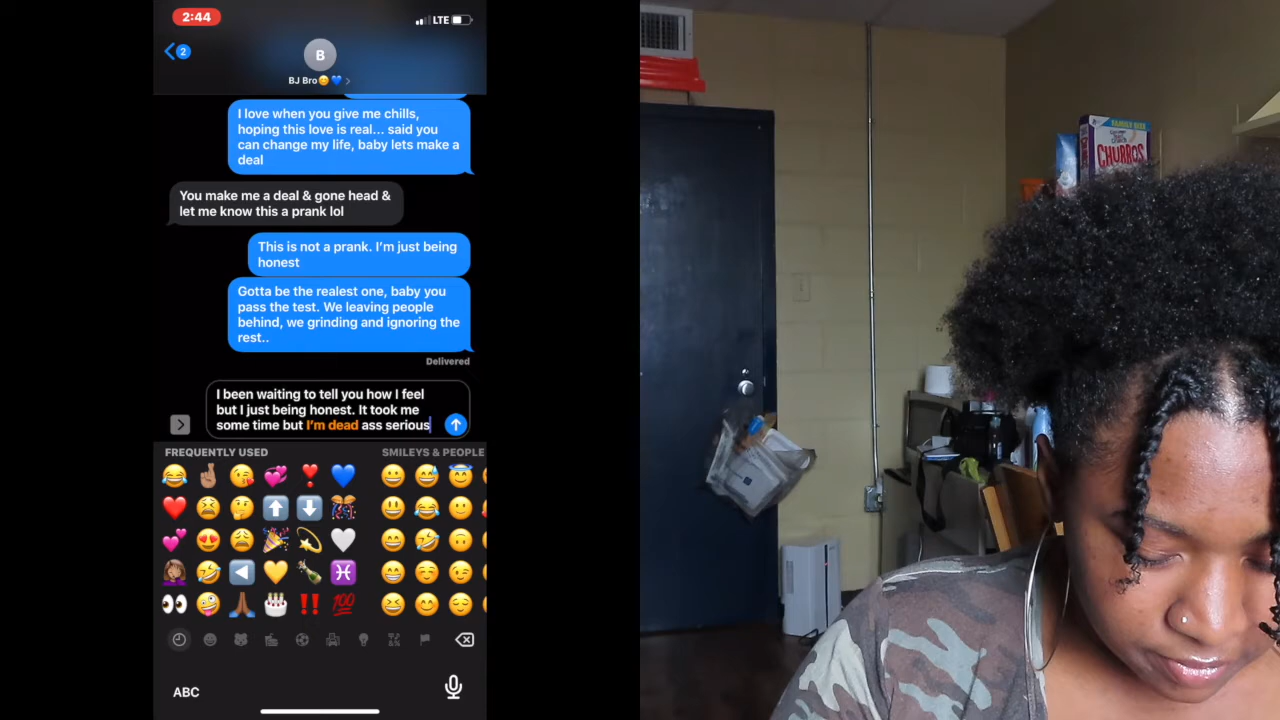 2:44
LTE
2
B
BJ Bro😊💙 >
I love when you give me chills,
hoping this love is real... said you
can change my life, baby lets make a
deal
You make me a deal & gone head &
let me know this a prank lol
This is not a prank. I'm just being
honest
Gotta be the realest one, baby you
pass the test. We leaving people
behind, we grinding and ignoring the
rest..
Delivered
I been waiting to tell you how I feel
but I just being honest. It took me
some time but I'm dead ass serious
FREQUENTLY USED
SMILEYS & PEOPLE
ABC
FAMILY SIZE
CHURROS